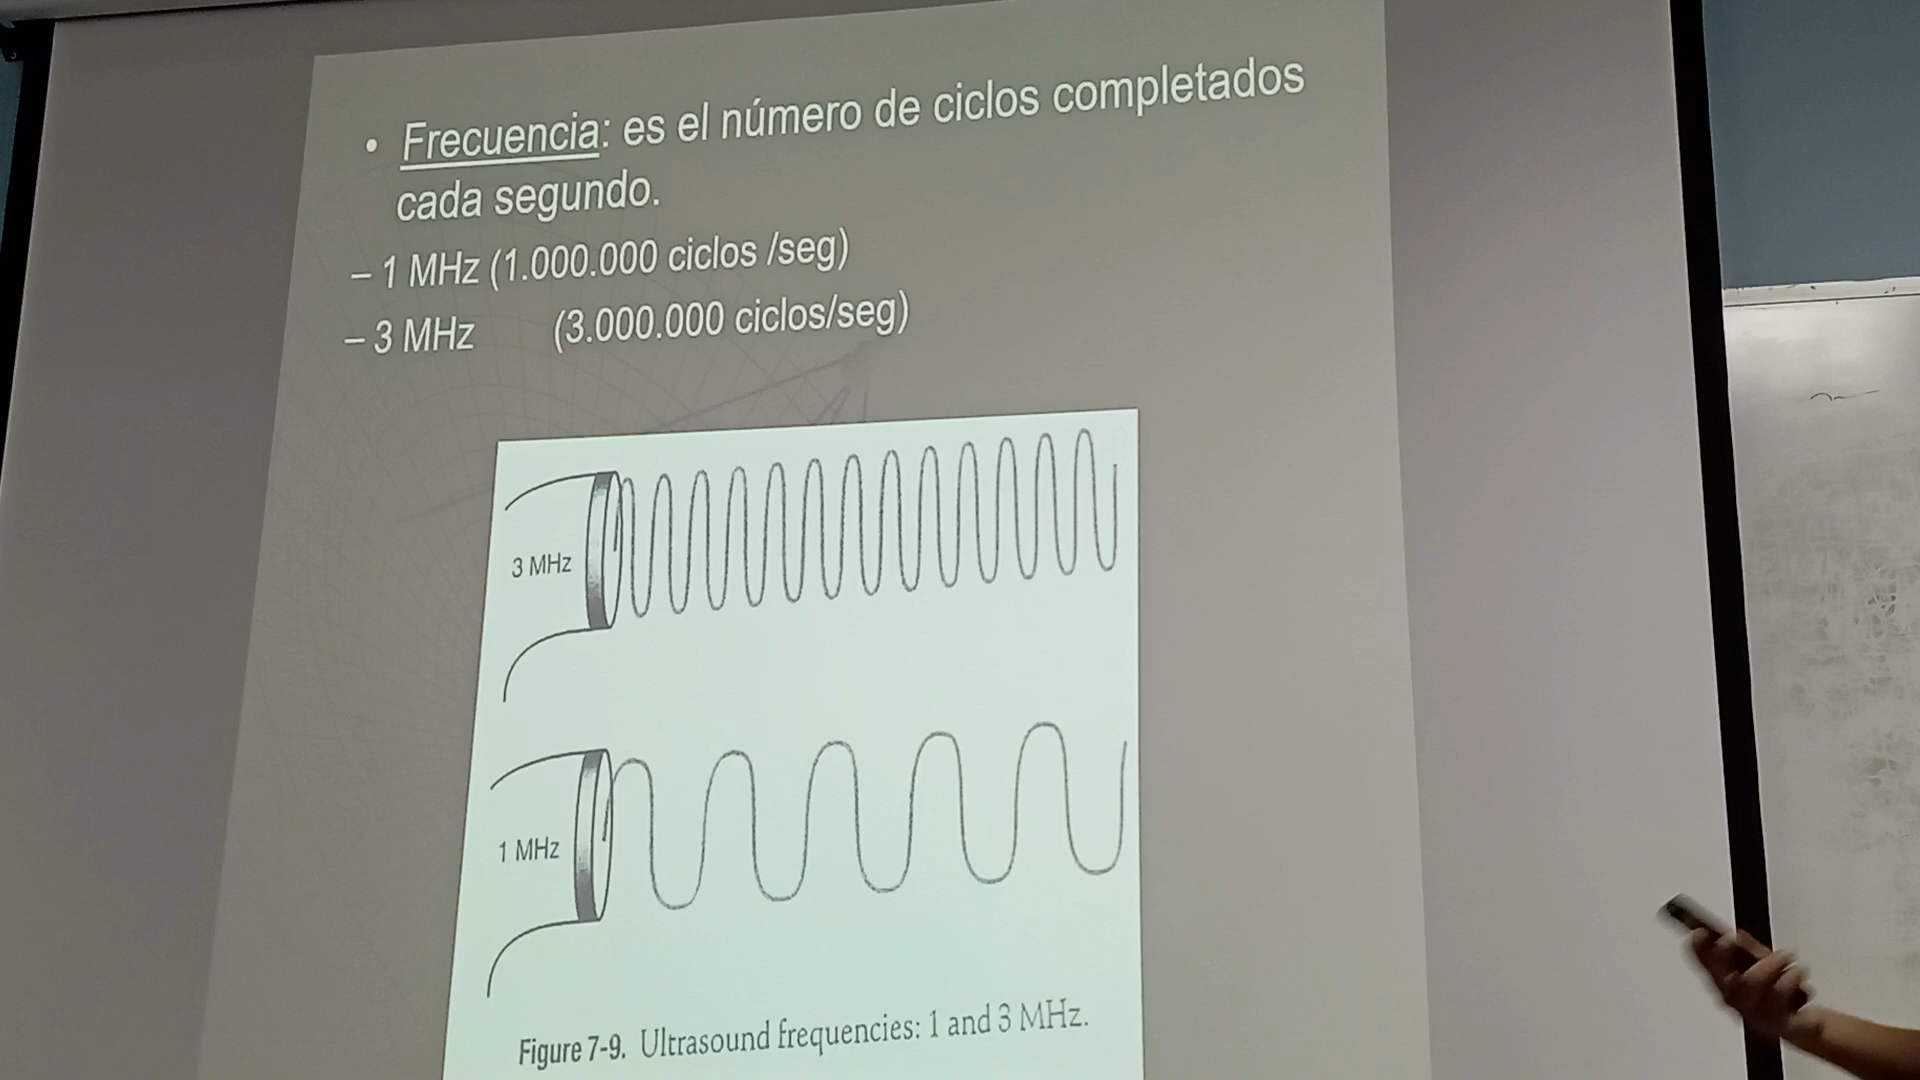 • Frecuencia: es el número de ciclos completados
cada segundo.
– 1 MHz (1.000.000 ciclos /seg)
– 3 MHz (3.000.000 ciclos/seg)
3 MHz
1 MHz
Figure 7-9. Ultrasound frequencies: 1 and 3 MHz.